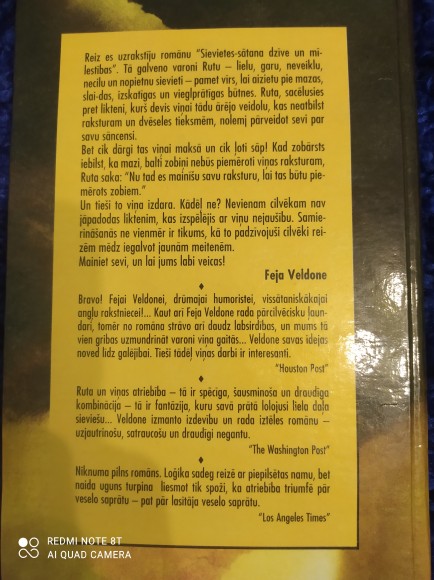 Reiz es uzrakstīju romānu "Sievietes-sātana dzīve un mī-
lestības". Tā galveno varoni Rutu – lielu, garu, neveiklu,
necilu un nopietnu sievieti – pamet vīrs, lai aizietu pie mazas,
slai-das, izskatīgas un vieglprātīgas būtnes. Ruta, sacēlusies
pret likteni, kurš devis viņai tādu ārējo veidolu, kas neatbilst
raksturam un dvēseles tieksmēm, nolemj pārveidot sevi par
savu sāncensi.
Bet cik dārgi tas viņai maksā un cik ļoti sāp! Kad zobārsts
iebilst, ka mazi, balti zobiņi nebūs piemēroti viņas raksturam,
Ruta saka: "Nu tad es mainīšu savu raksturu, lai tas būtu pie-
mērots zobiem."
Un tieši to viņa izdara. Kādēļ ne? Nevienam cilvēkam nav
jāpadodas liktenim, kas izspēlējis ar viņu nejaušību. Samie-
rināšanās ne vienmēr ir tikums, kā to padzīvojuši cilvēki rei-
zēm mēdz iegalvot jaunām meitenēm.
Mainiet sevi, un lai jums labi veicas!
Feja Veldone
♦
Bravo! Fejai Veldonei, drūmajai humoristei, vissātaniskākajai
angļu rakstniecei!... Kaut arī Feja Veldone rada pārcilvēcisku ļaun-
dari, tomēr no romāna strāvo arī daudz labsirdības, un mums tā
vien gribas uzmundrināt varoni viņa gaitās... Veldone savas idejas
noved līdz galējībai. Tieši tādēļ viņas darbi ir interesanti.
"Houston Post"
♦
Ruta un viņas atriebība – tā ir spēcīga, šausminoša un draudīga
kombinācija – tā ir fantāzija, kuru savā prātā lolojusi liela daļa
sieviešu... Veldone izmanto izdevību un rada iztēles romānu –
uzjautrinošu, satraucošu un draudīgi negantu.
"The Washington Post"
♦
Niknuma pilns romāns. Loģika sadeg reizē ar piepilsētas namu, bet
naida uguns turpina liesmot tik spoži, ka atriebība triumfē pār
veselo saprātu – pat pār lasītāja veselo saprātu.
"Los Angeles Times"
REDMI NOTE 8T
AI QUAD CAMERA